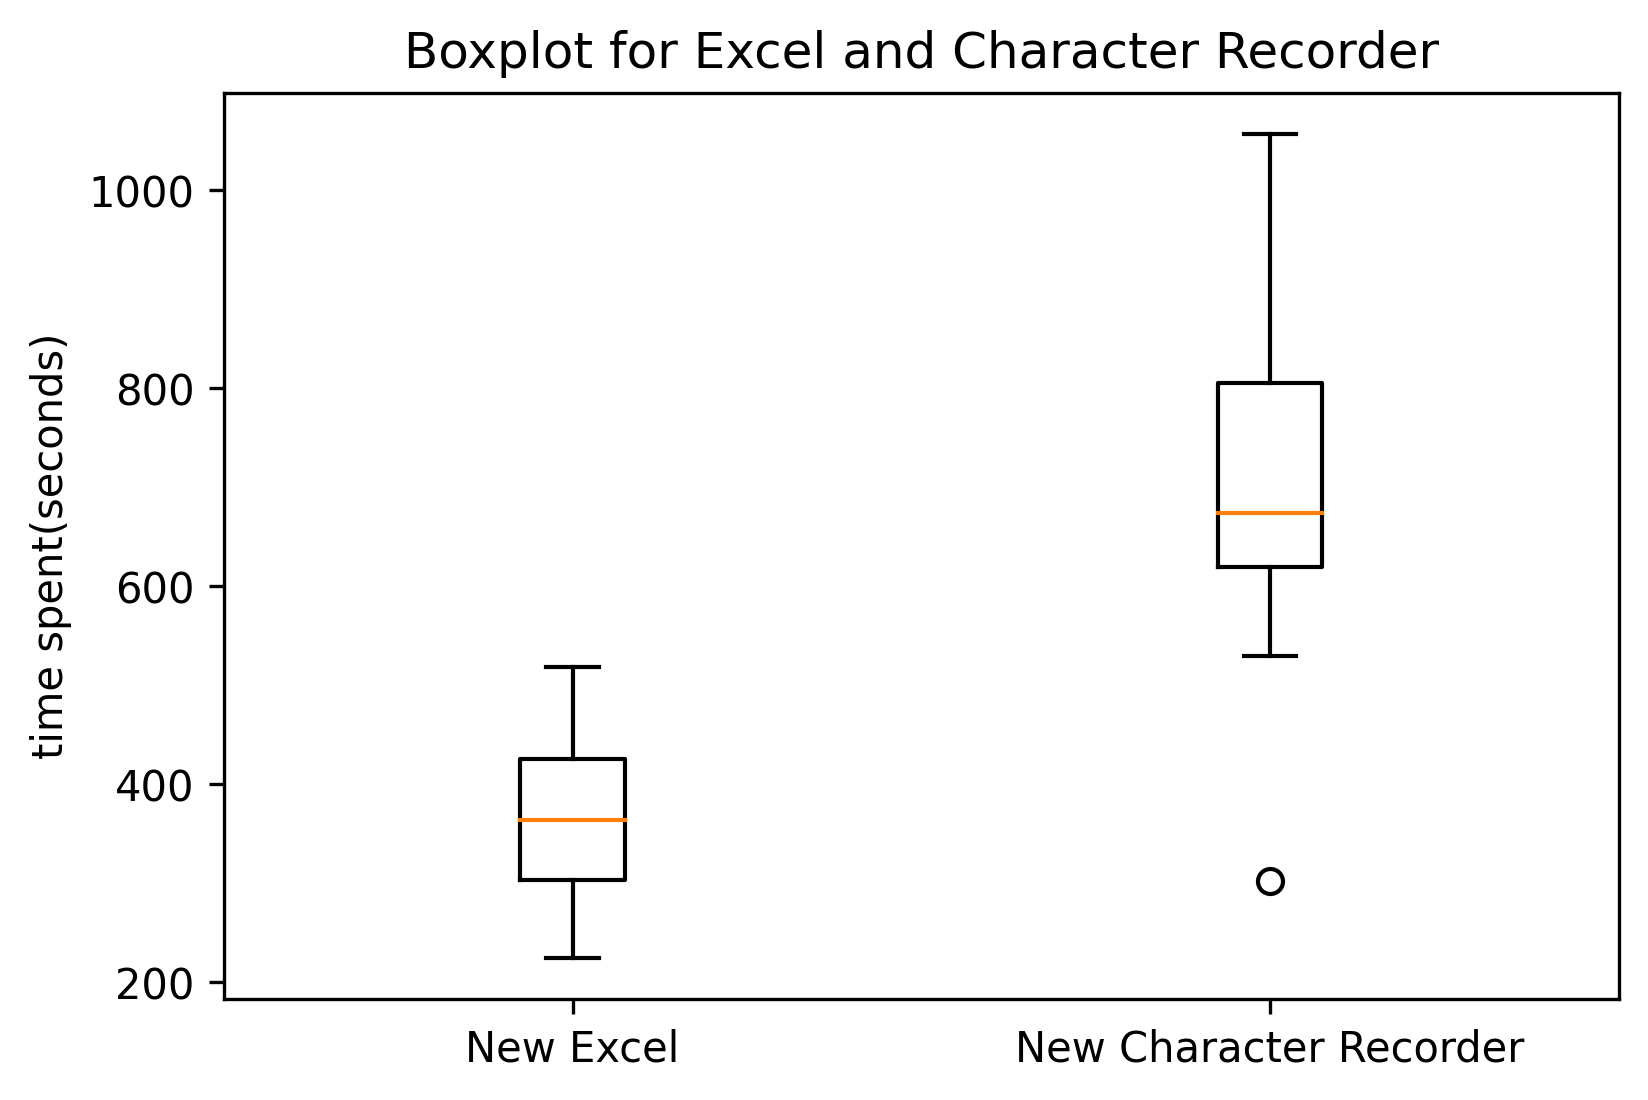 Boxplot for Excel and Character Recorder
time spent(seconds)
1000
800
600
400
200
New Excel
New Character Recorder